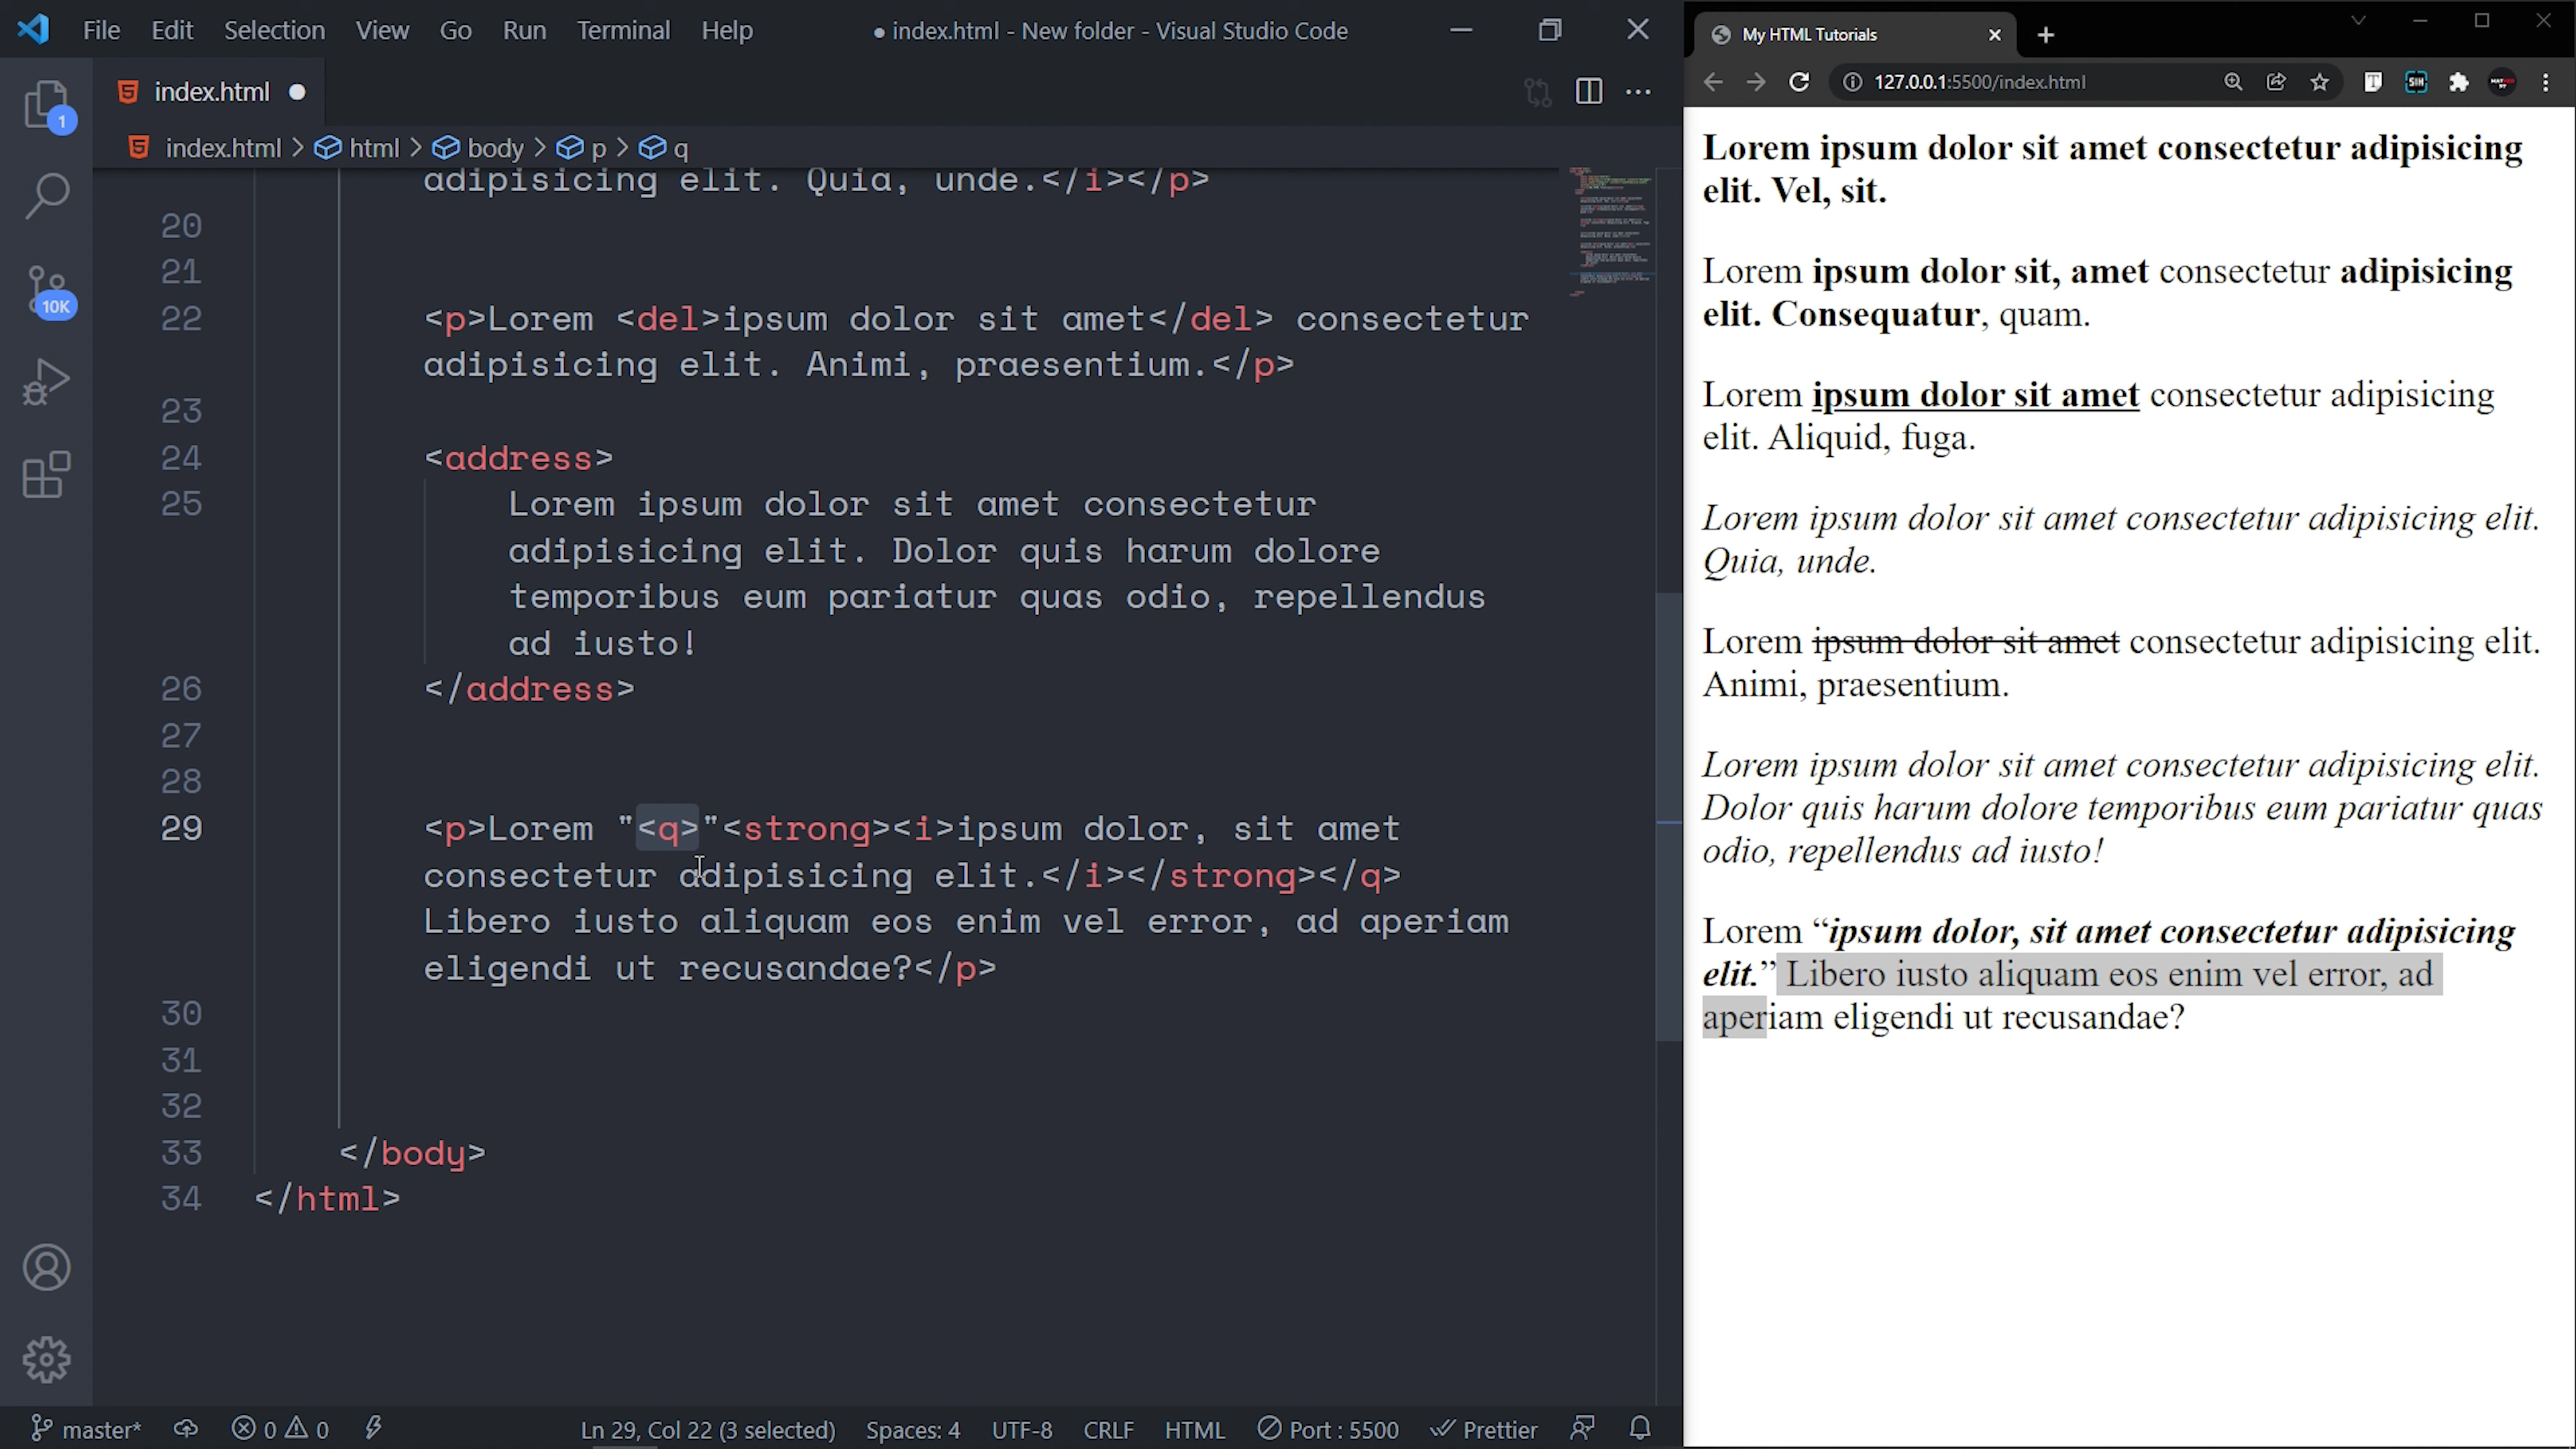 File Edit Selection View Go Run Terminal Help
● index.html - New folder - Visual Studio Code
index.html
index.html > html > body > p > q
1
10K
adipisicing elit. Quia, unde.</i></p>
20
21
22 <p>Lorem <del>ipsum dolor sit amet</del> consectetur
adipisicing elit. Animi, praesentium.</p>
23
24 <address>
25 Lorem ipsum dolor sit amet consectetur
adipisicing elit. Dolor quis harum dolore
temporibus eum pariatur quas odio, repellendus
ad iusto!
26 </address>
27
28
29 <p>Lorem "<q>"<strong><i>ipsum dolor, sit amet
consectetur adipisicing elit.</i></strong></q>
Libero iusto aliquam eos enim vel error, ad aperiam
eligendi ut recusandae?</p>
30
31
32
33 </body>
34 </html>
master* 0 0 Ln 29, Col 22 (3 selected) Spaces: 4 UTF-8 CRLF HTML Port : 5500 Prettier
My HTML Tutorials
127.0.0.1:5500/index.html
SIH
Lorem ipsum dolor sit amet consectetur adipisicing
elit. Vel, sit.
Lorem ipsum dolor sit, amet consectetur adipisicing
elit. Consequatur, quam.
Lorem ipsum dolor sit amet consectetur adipisicing
elit. Aliquid, fuga.
Lorem ipsum dolor sit amet consectetur adipisicing elit.
Quia, unde.
Lorem ipsum dolor sit amet consectetur adipisicing elit.
Animi, praesentium.
Lorem ipsum dolor sit amet consectetur adipisicing elit.
Dolor quis harum dolore temporibus eum pariatur quas
odio, repellendus ad iusto!
Lorem “ipsum dolor, sit amet consectetur adipisicing
elit.” Libero iusto aliquam eos enim vel error, ad
aperiam eligendi ut recusandae?